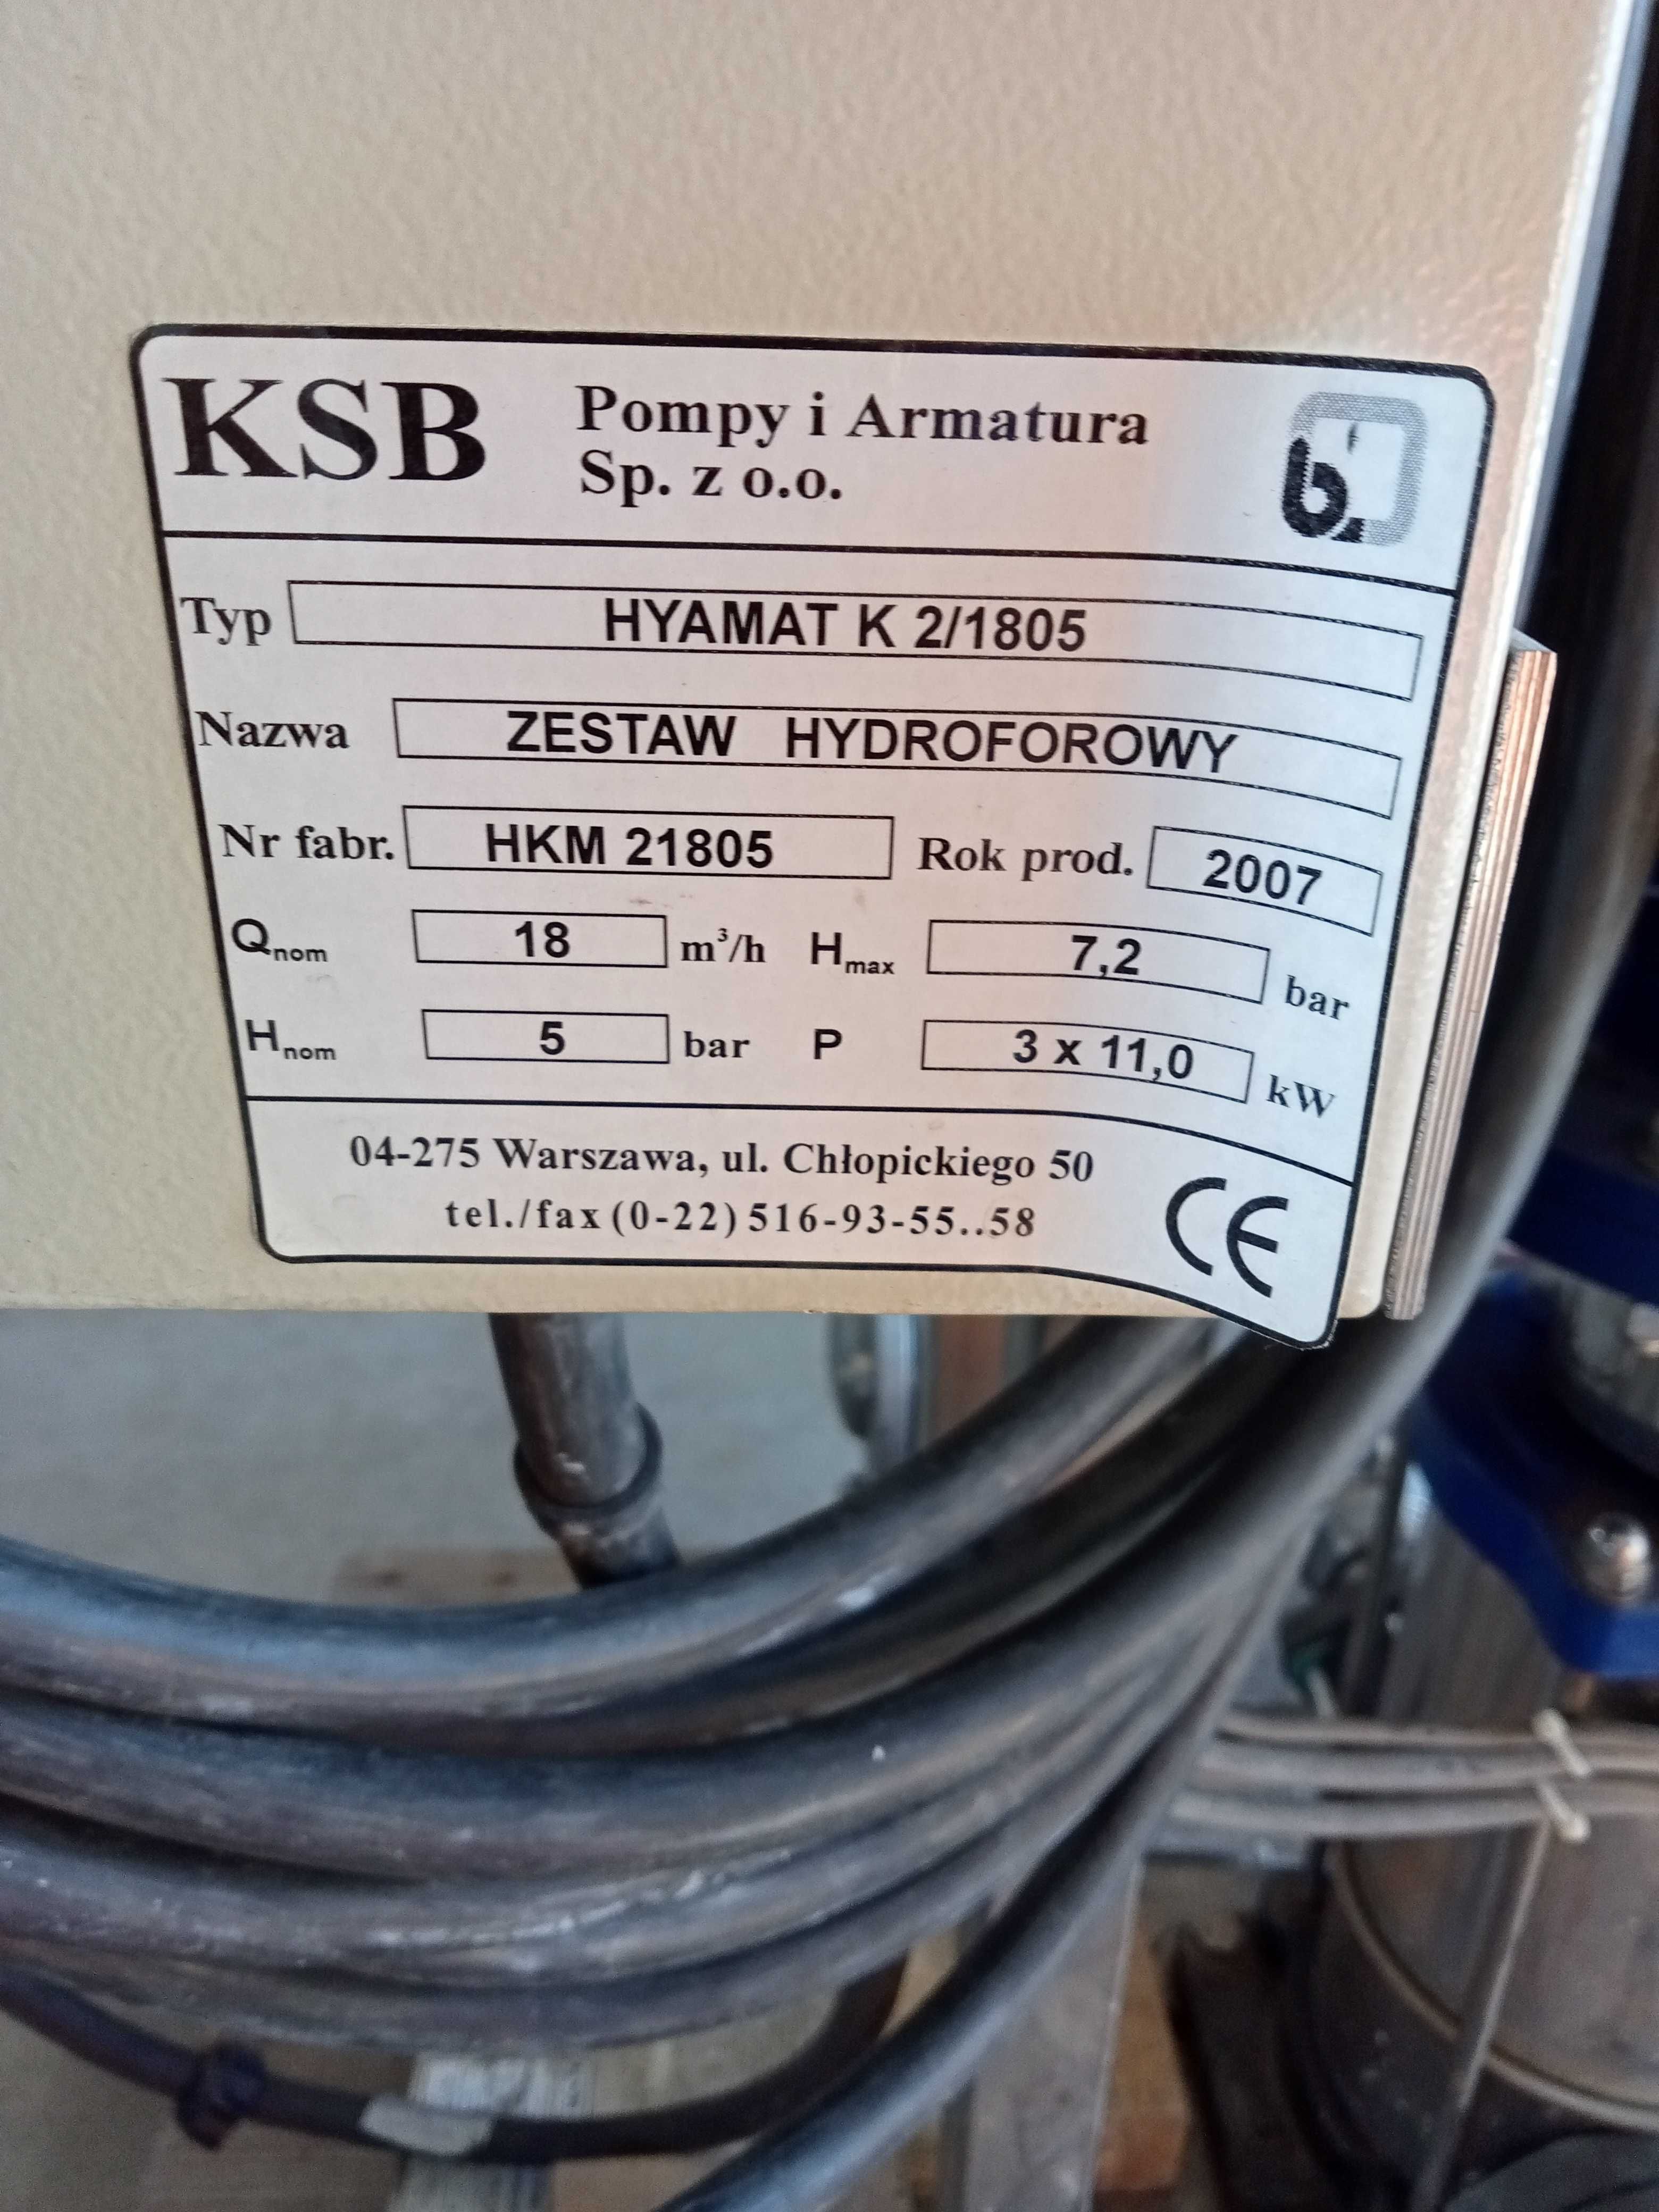 KSB Pompy i Armatura
Sp. z o.o.
Typ HYAMAT K 2/1805
Nazwa ZESTAW HYDROFOROWY
Nr fabr. HKM 21805 Rok prod. 2007
Qnom 18 m³/h Hmax 7,2 bar
Hnom 5 bar P 3 x 11,0 kW
04-275 Warszawa, ul. Chłopickiego 50
tel./fax (0-22) 516-93-55..58
CE